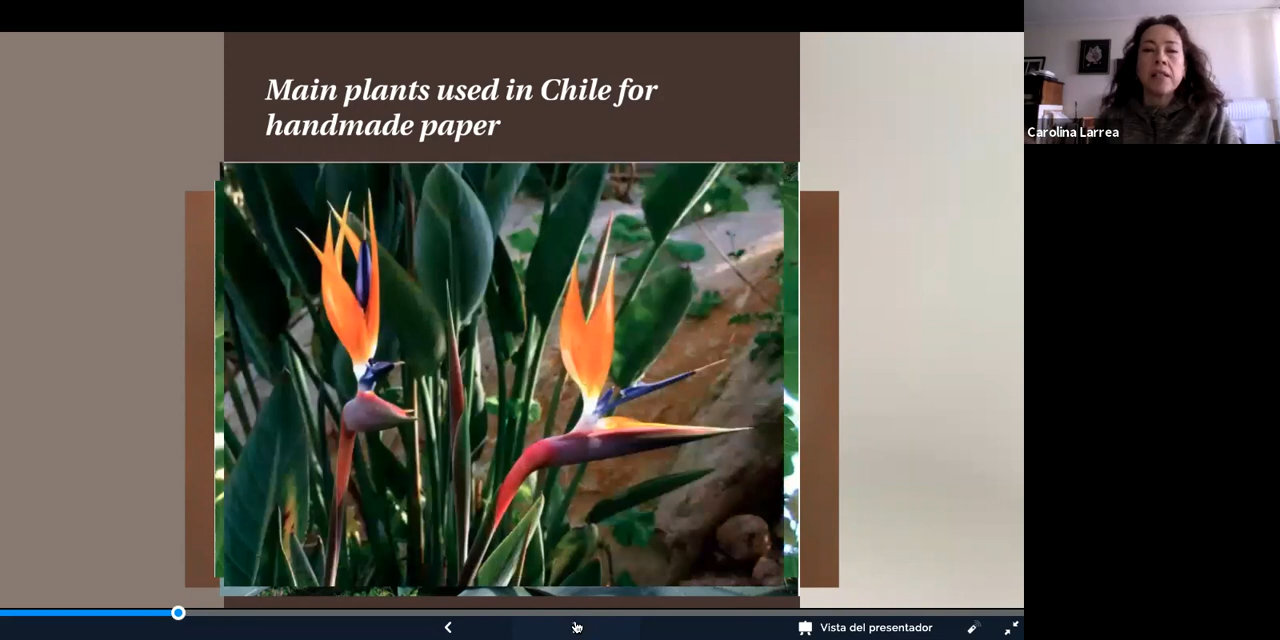 Main plants used in Chile for
handmade paper
Carolina Larrea
Vista del presentador